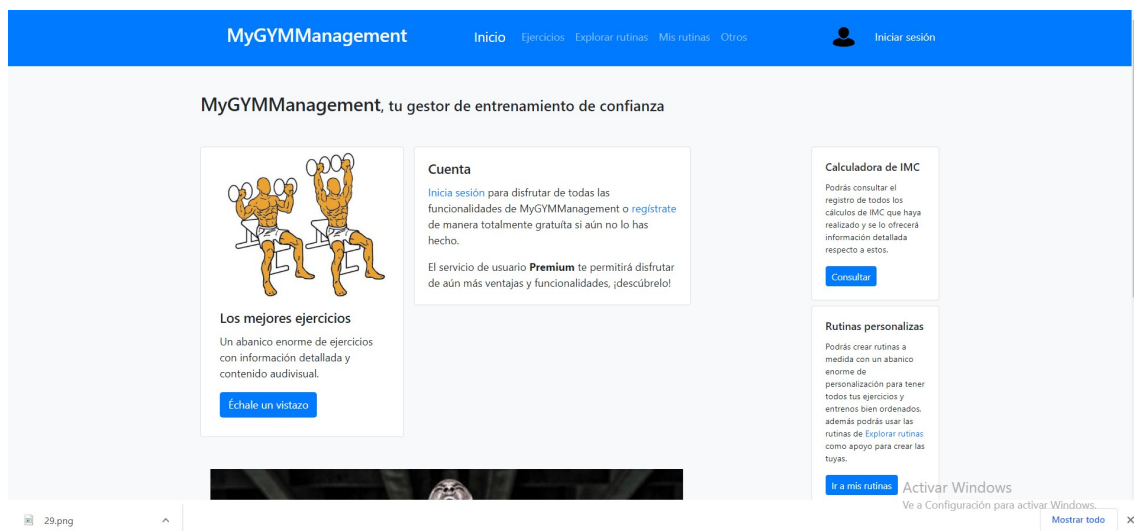 MyGYMManagement
Inicio Ejercicios Explorar rutinas Mis rutinas Otros
Iniciar sesión
MyGYMManagement, tu gestor de entrenamiento de confianza
Los mejores ejercicios
Un abanico enorme de ejercicios
con información detallada y
contenido audivisual.
Échale un vistazo
Cuenta
Inicia sesión para disfrutar de todas las
funcionalidades de MyGYMManagement o regístrate
de manera totalmente gratuíta si aún no lo has
hecho.
El servicio de usuario Premium te permitirá disfrutar
de aún más ventajas y funcionalidades, ¡descúbrelo!
Calculadora de IMC
Podrás consultar el
registro de todos los
cálculos de IMC que haya
realizado y se lo ofrecerá
información detallada
respecto a estos.
Consultar
Rutinas personalizas
Podrás crear rutinas a
medida con un abanico
enorme de
personalización para tener
todos tus ejercicios y
entrenos bien ordenados,
además podrás usar las
rutinas de Explorar rutinas
como apoyo para crear las
tuyas.
Ir a mis rutinas
Activar Windows
Ve a Configuración para activar Windows.
29.png
Mostrar todo